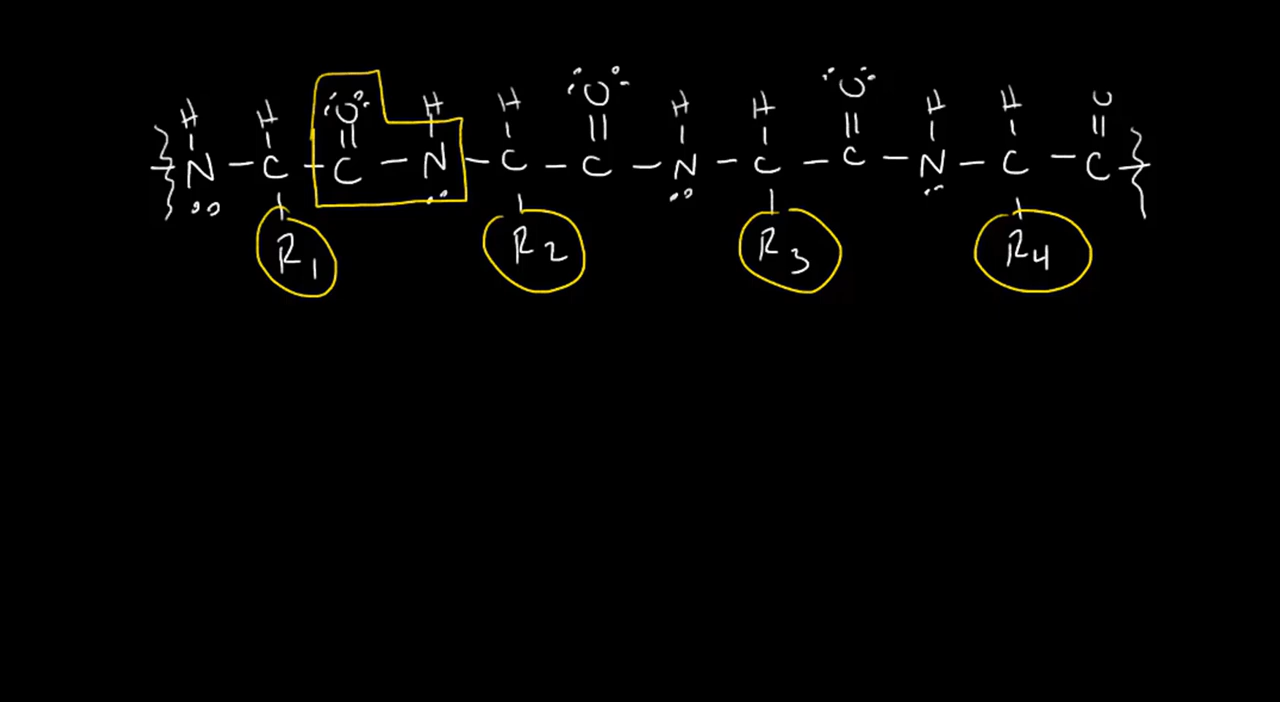 H H O H H O H H O H H O
N – C – C – N – C – C – N – C – C – N – C – C
R1 R2 R3 R4